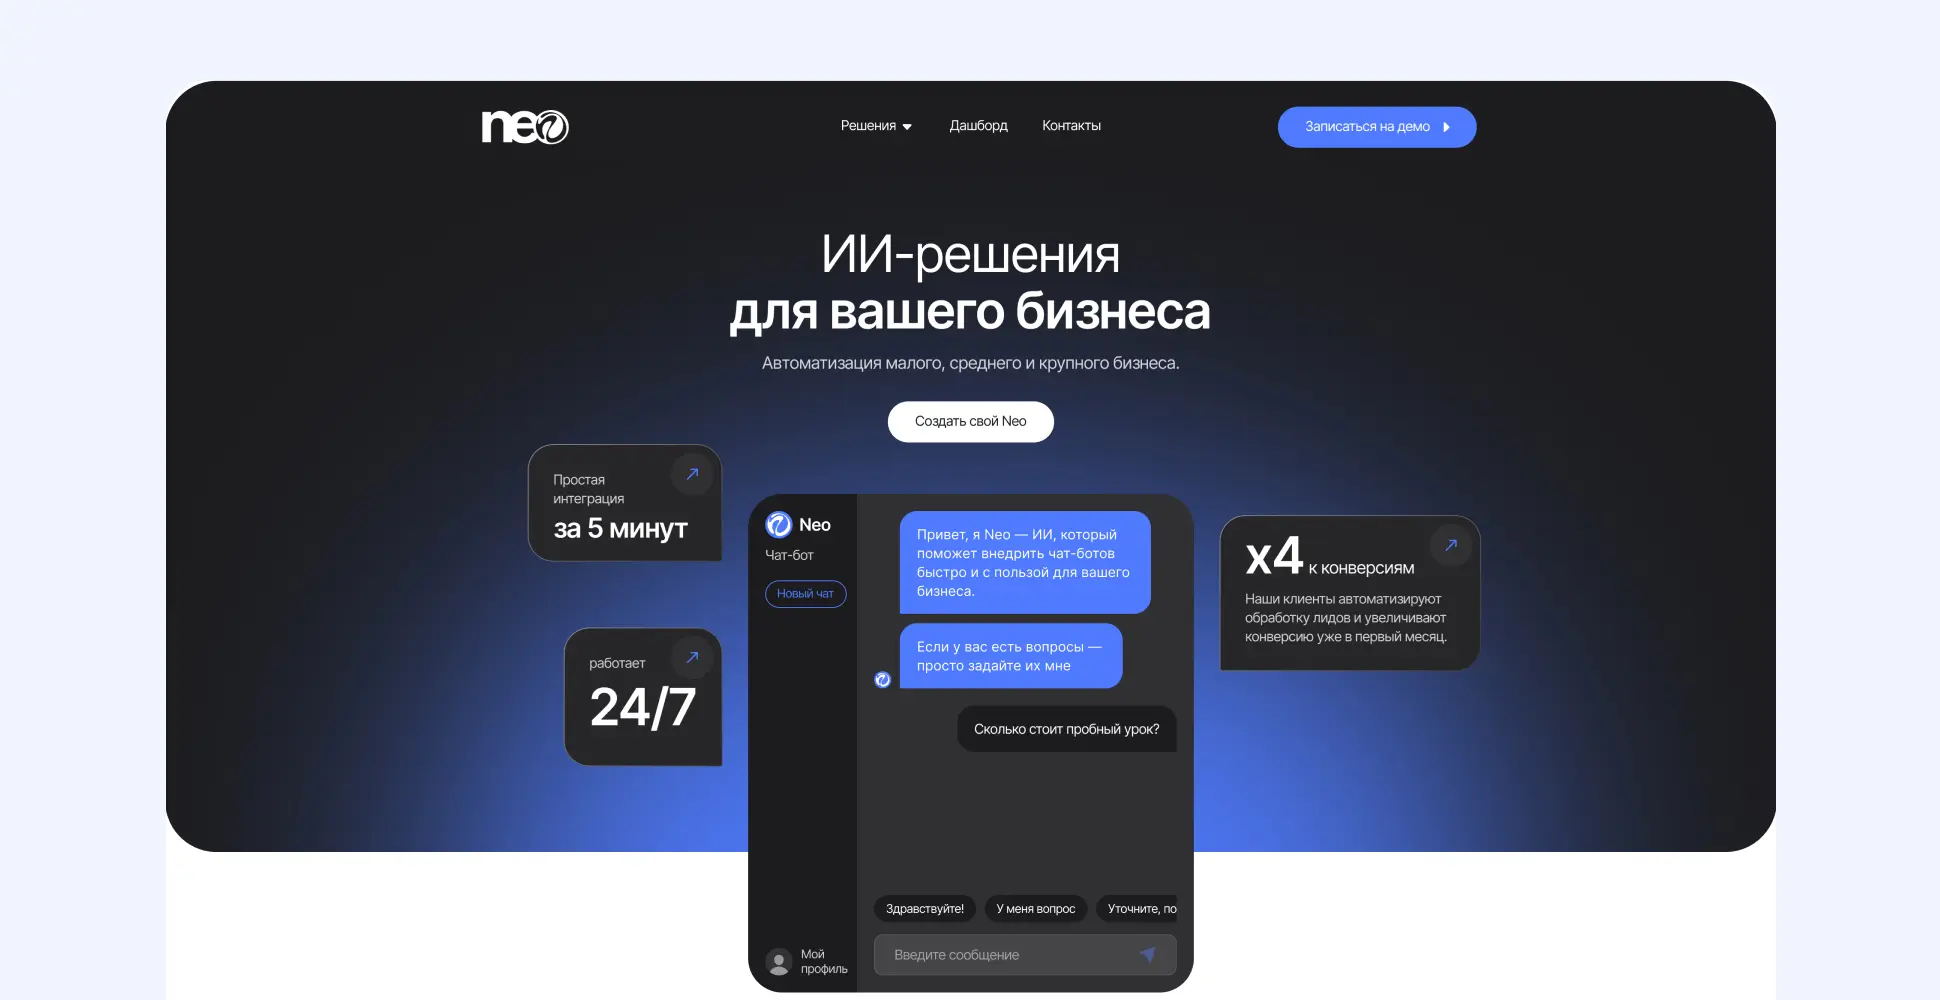 neo
Решения
Дашборд
Контакты
Записаться на демо
ИИ-решения
для вашего бизнеса
Автоматизация малого, среднего и крупного бизнеса.
Создать свой Neo
Простая
интеграция
за 5 минут
работает
24/7
Neo
Чат-бот
Новый чат
Привет, я Neo — ИИ, который
поможет внедрить чат-ботов
быстро и с пользой для вашего
бизнеса.
Если у вас есть вопросы —
просто задайте их мне
Сколько стоит пробный урок?
x4 к конверсиям
Наши клиенты автоматизируют
обработку лидов и увеличивают
конверсию уже в первый месяц.
Здравствуйте!
У меня вопрос
Уточните, по
Введите сообщение
Мой
профиль